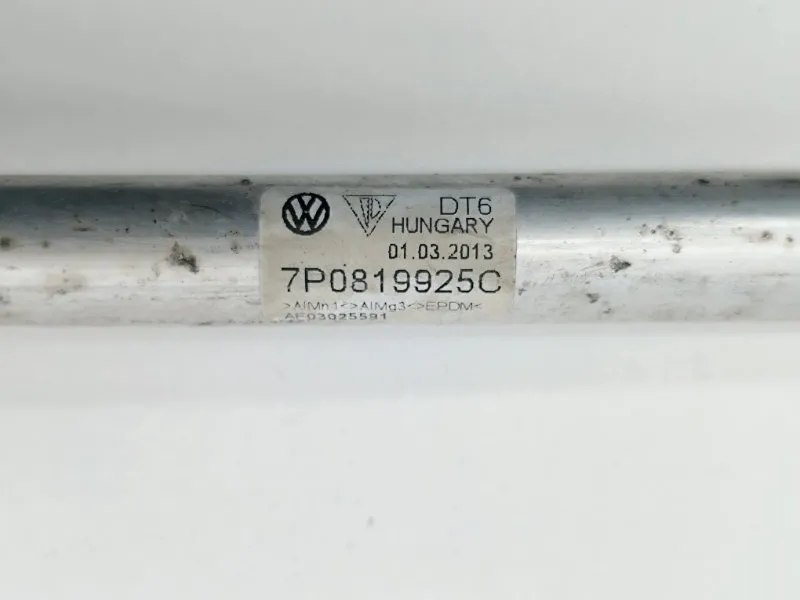 DT6
HUNGARY
01.03.2013
7P0819925C
>AlMn1<>AlMg3<>EPDM<
AE03025591